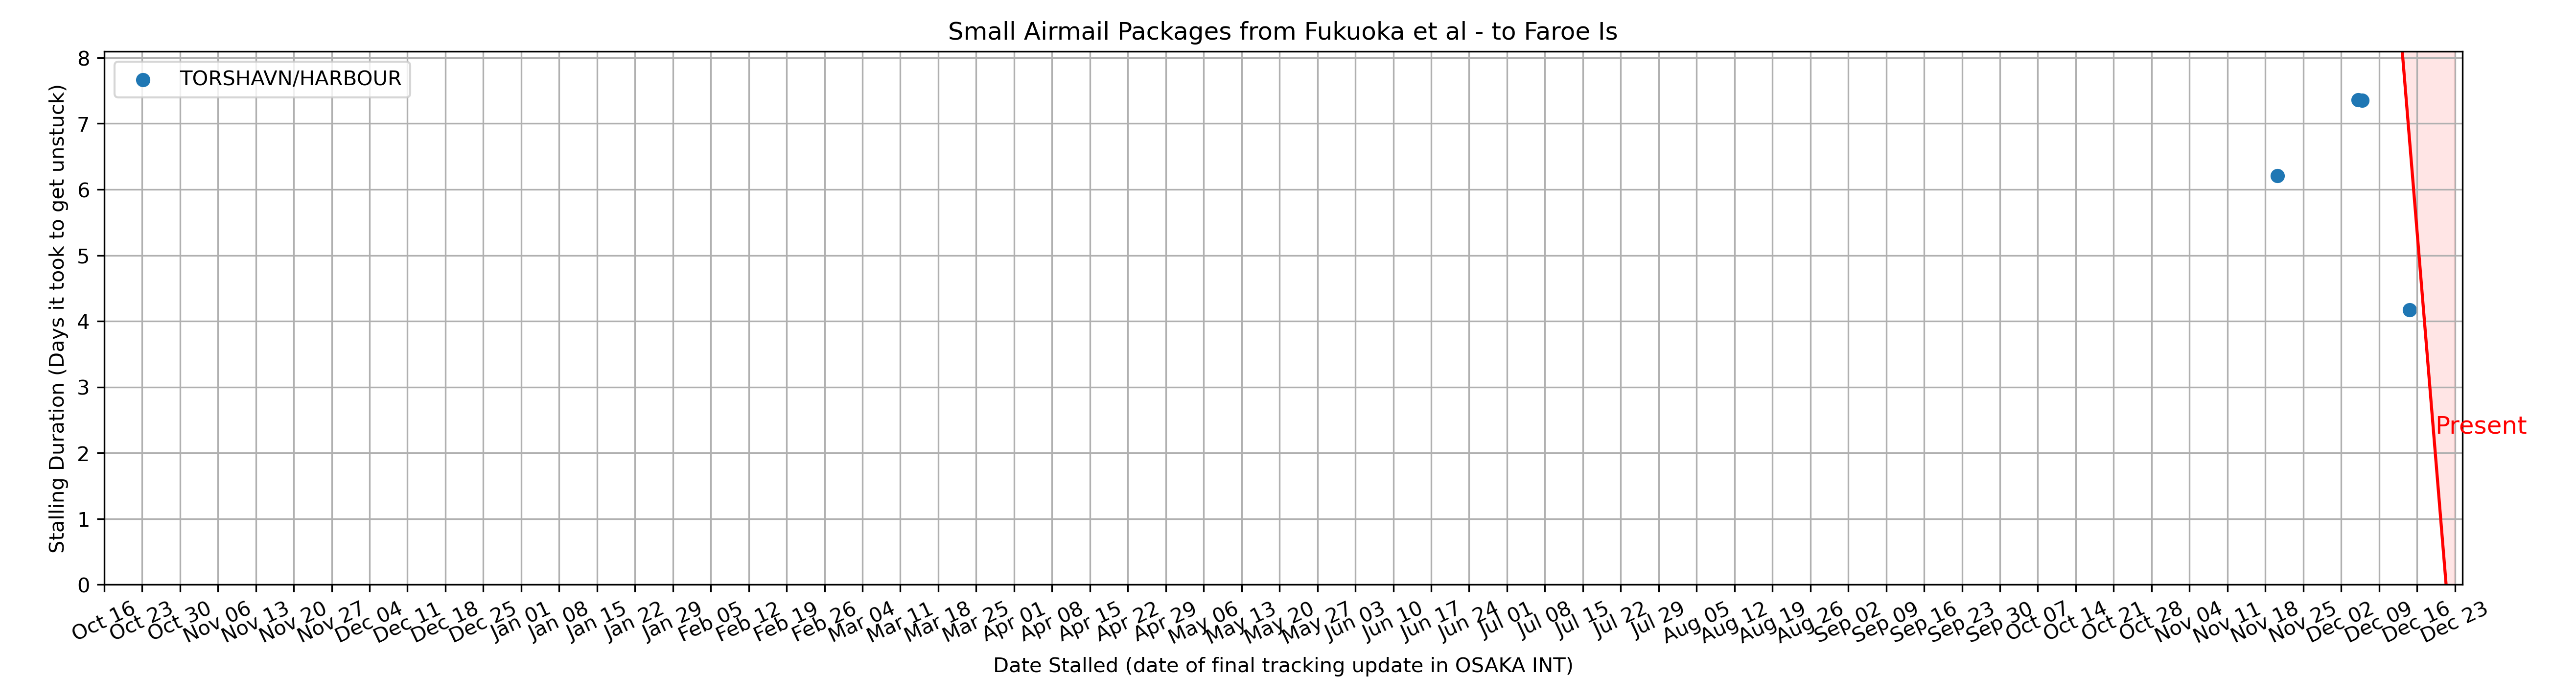 Small Airmail Packages from Fukuoka et al - to Faroe Is
TORSHAVN/HARBOUR
Stalling Duration (Days it took to get unstuck)
8
7
6
5
4
3
2
1
0
Present
Oct 16
Oct 23
Oct 30
Nov 06
Nov 13
Nov 20
Nov 27
Dec 04
Dec 11
Dec 18
Dec 25
Jan 01
Jan 08
Jan 15
Jan 22
Jan 29
Feb 05
Feb 12
Feb 19
Feb 26
Mar 04
Mar 11
Mar 18
Mar 25
Apr 01
Apr 08
Apr 15
Apr 22
Apr 29
May 06
May 13
May 20
May 27
Jun 03
Jun 10
Jun 17
Jun 24
Jul 01
Jul 08
Jul 15
Jul 22
Jul 29
Aug 05
Aug 12
Aug 19
Aug 26
Sep 02
Sep 09
Sep 16
Sep 23
Sep 30
Oct 07
Oct 14
Oct 21
Oct 28
Nov 04
Nov 11
Nov 18
Nov 25
Dec 02
Dec 09
Dec 16
Dec 23
Date Stalled (date of final tracking update in OSAKA INT)